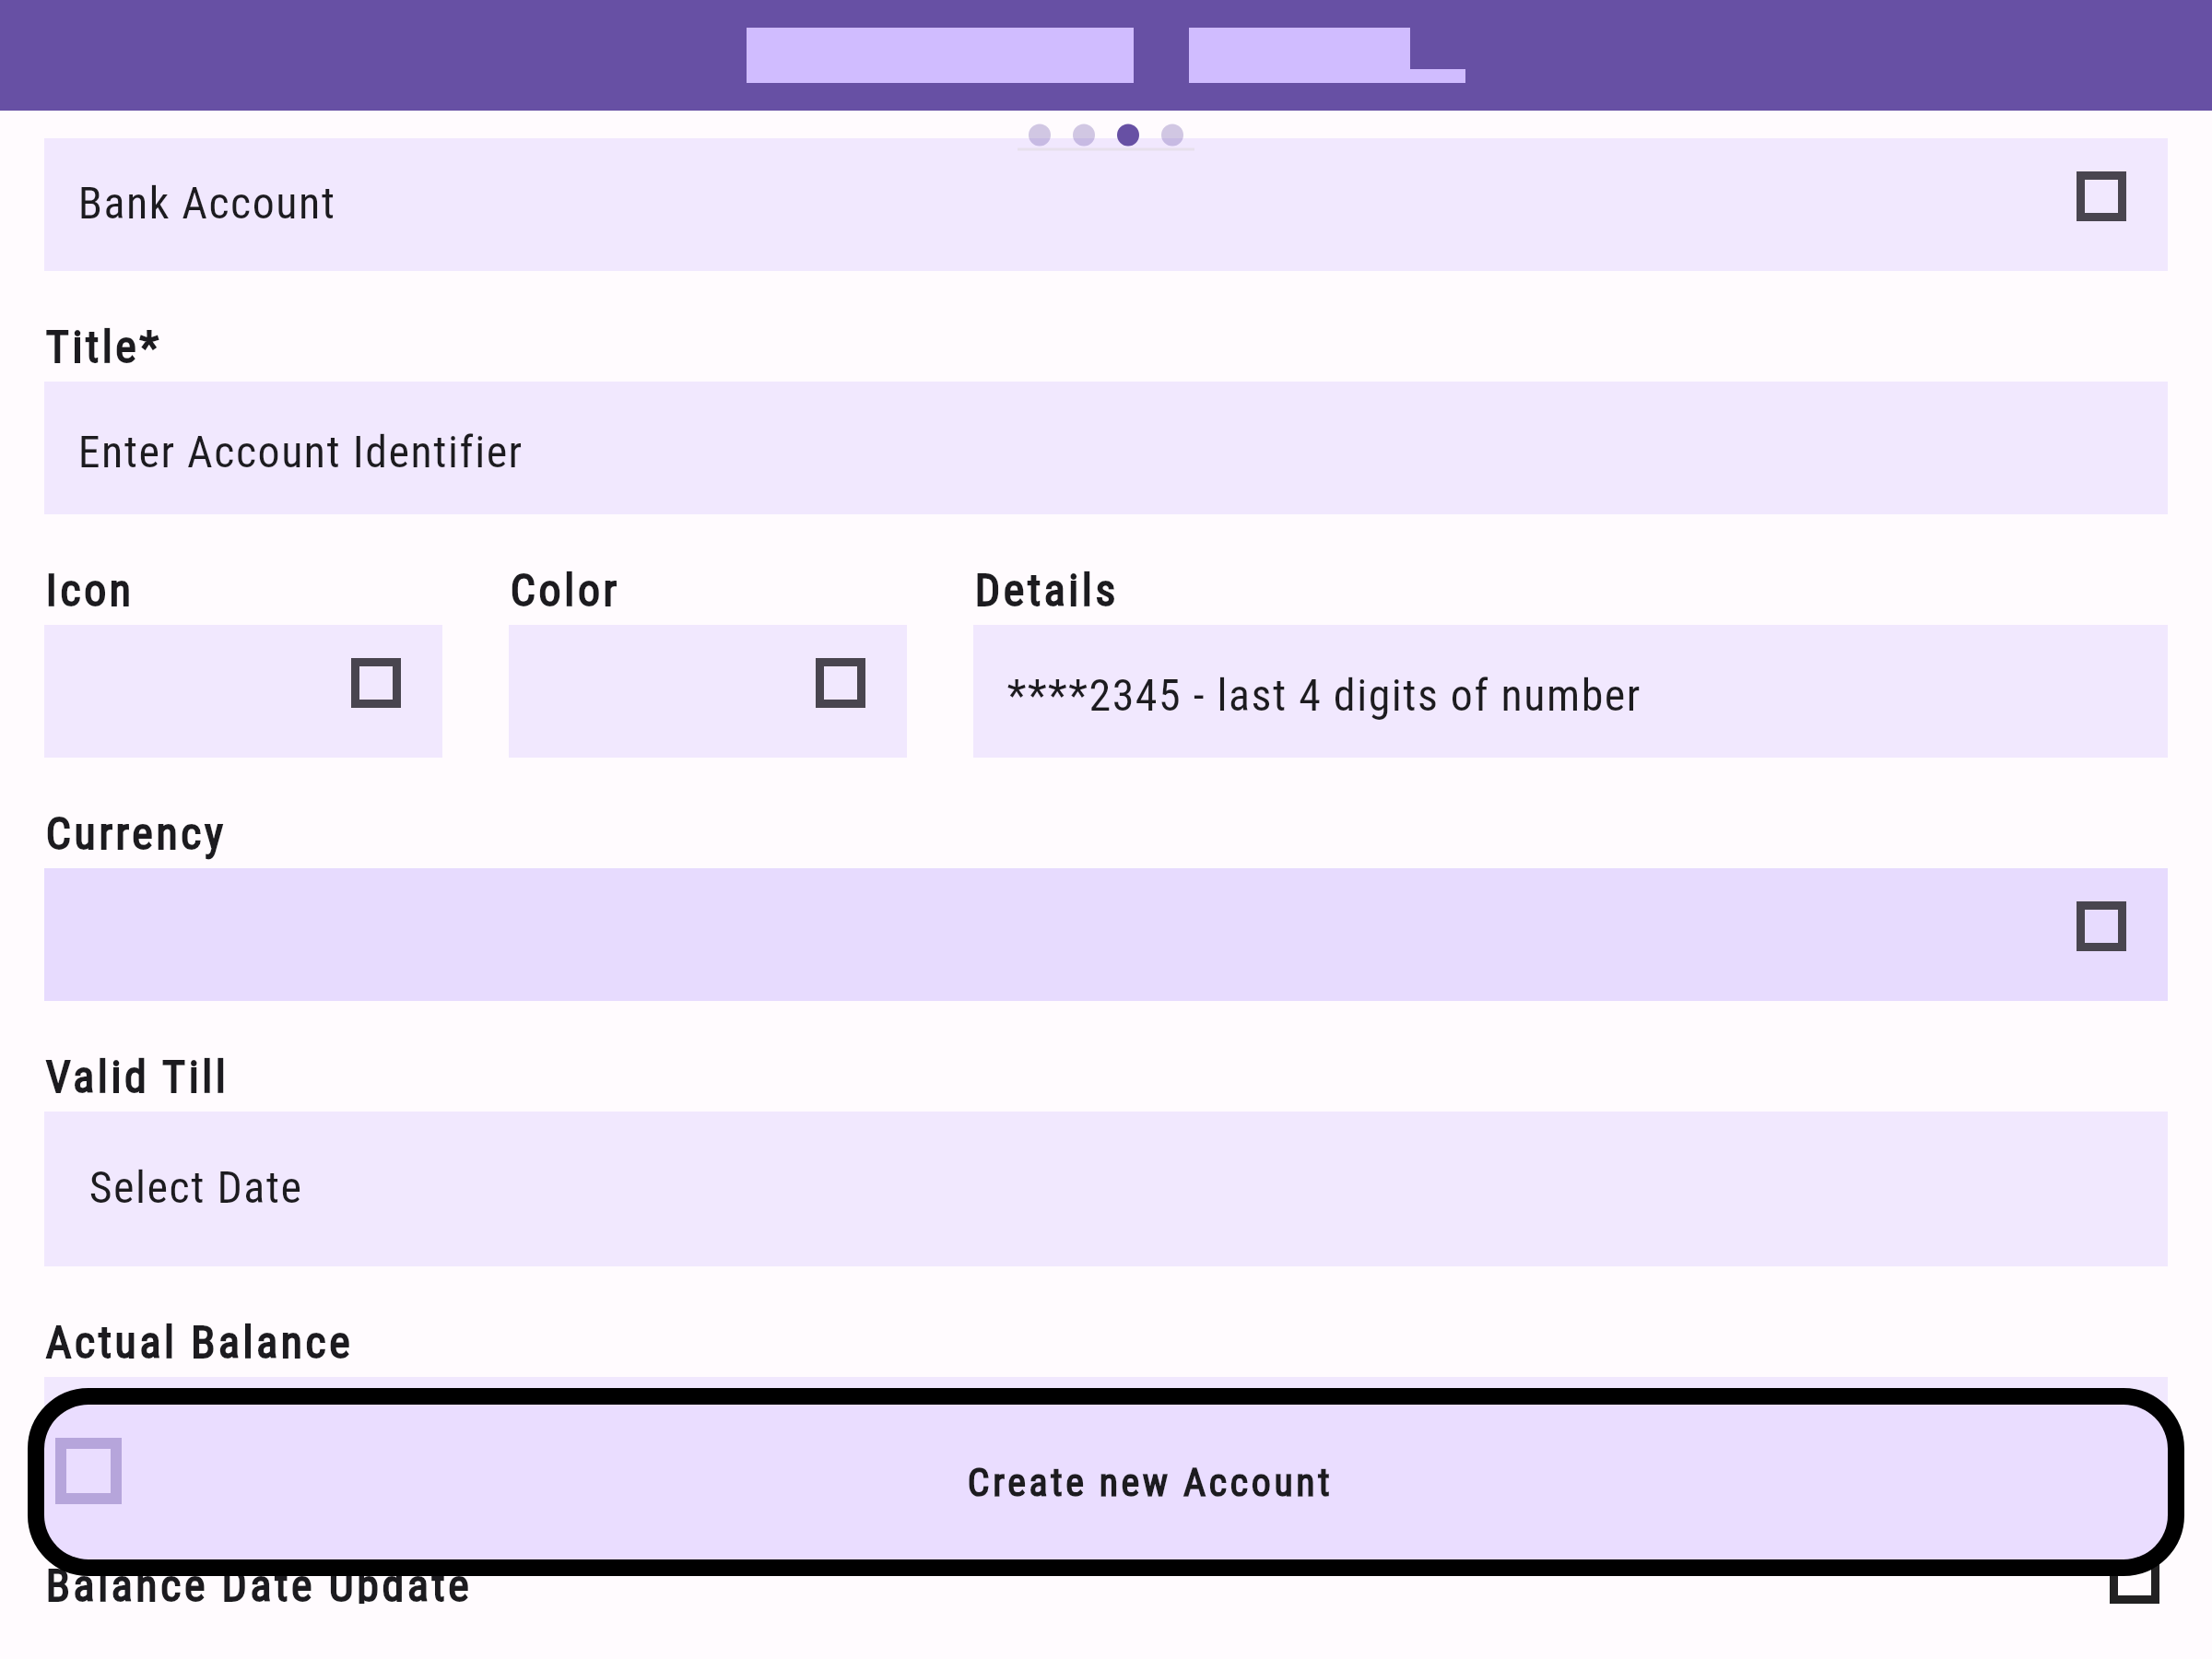 Bank Account
Title*
Enter Account Identifier
Icon Color Details
****2345 - last 4 digits of number
Currency
Valid Till
Select Date
Actual Balance
Create new Account
Balance Date Update